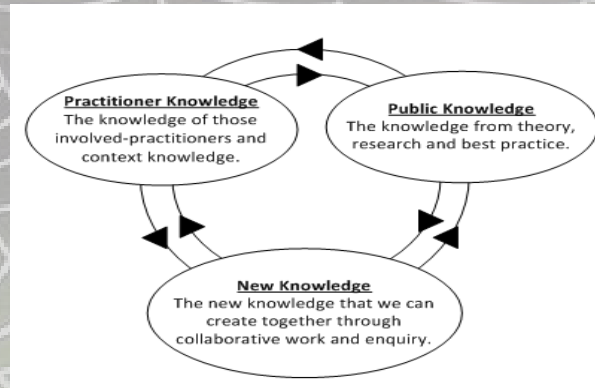 Practitioner Knowledge
The knowledge of those
involved-practitioners and
context knowledge.
Public Knowledge
The knowledge from theory,
research and best practice.
New Knowledge
The new knowledge that we can
create together through
collaborative work and enquiry.